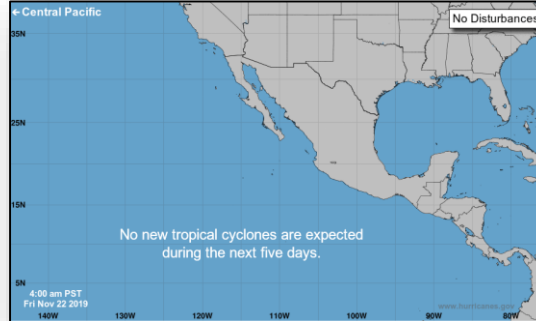 ← Central Pacific
No Disturbances
35N
25N
15N
No new tropical cyclones are expected
during the next five days.
5N
4:00 am PST
Fri Nov 22 2019
www.hurricanes.gov
140W 130W 120W 110W 100W 90W 80W